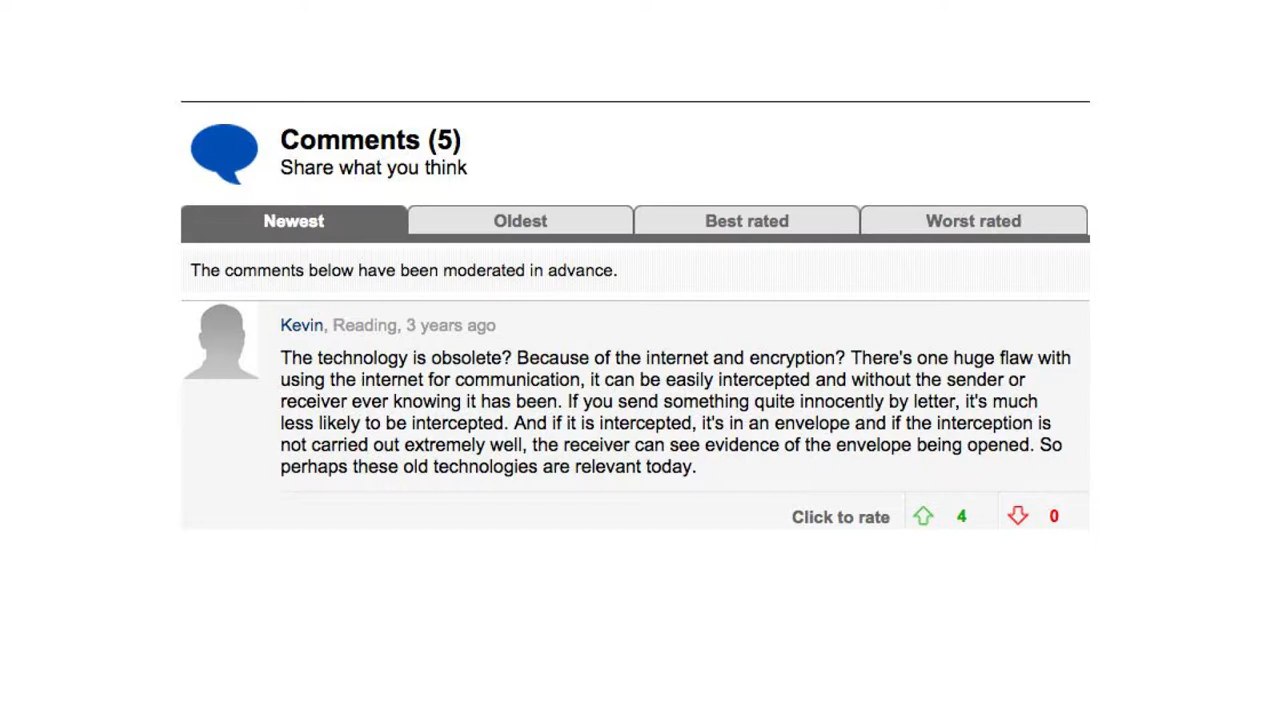 Comments (5)
Share what you think
Newest Oldest Best rated Worst rated
The comments below have been moderated in advance.
Kevin, Reading, 3 years ago
The technology is obsolete? Because of the internet and encryption? There's one huge flaw with
using the internet for communication, it can be easily intercepted and without the sender or
receiver ever knowing it has been. If you send something quite innocently by letter, it's much
less likely to be intercepted. And if it is intercepted, it's in an envelope and if the interception is
not carried out extremely well, the receiver can see evidence of the envelope being opened. So
perhaps these old technologies are relevant today.
Click to rate 4 0